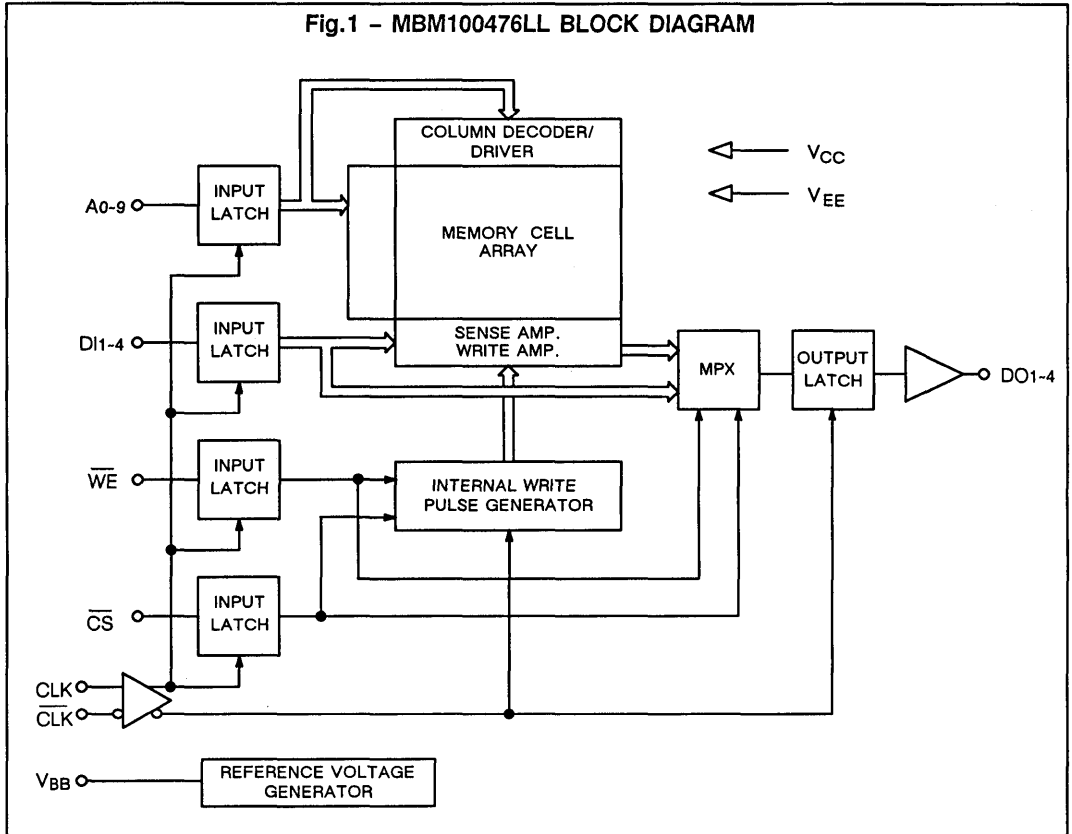 Fig.1 – MBM100476LL BLOCK DIAGRAM
COLUMN DECODER/
DRIVER
VCC
VEE
A0~9
INPUT
LATCH
MEMORY CELL
ARRAY
DI1~4
INPUT
LATCH
SENSE AMP.
WRITE AMP.
MPX
OUTPUT
LATCH
DO1~4
WE
INPUT
LATCH
INTERNAL WRITE
PULSE GENERATOR
CS
INPUT
LATCH
CLK
CLK
VBB
REFERENCE VOLTAGE
GENERATOR